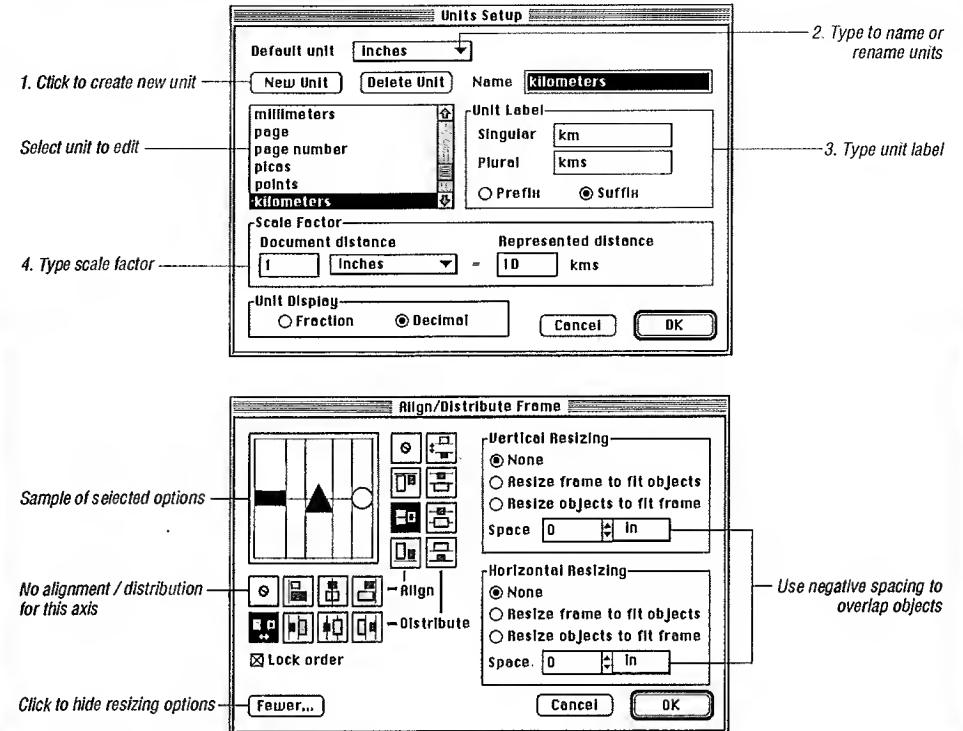 Units Setup
Default unit Inches
2. Type to name or
rename units
1. Click to create new unit
New Unit Delete Unit Name kilometers
millimeters
page
page number
picas
points
kilometers
Select unit to edit
Unit Label
Singular km
Plural kms
Prefix Suffix
3. Type unit label
Scale Factor
Document distance Represented distance
4. Type scale factor
1 Inches = 10 kms
Unit Display
Fraction Decimal
Cancel OK
Align/Distribute Frame
Sample of selected options
No alignment / distribution
for this axis
Align
Distribute
Lock order
Click to hide resizing options
Fewer...
Vertical Resizing
None
Resize frame to fit objects
Resize objects to fit frame
Space 0 in
Horizontal Resizing
None
Resize frame to fit objects
Resize objects to fit frame
Space. 0 in
Use negative spacing to
overlap objects
Cancel OK